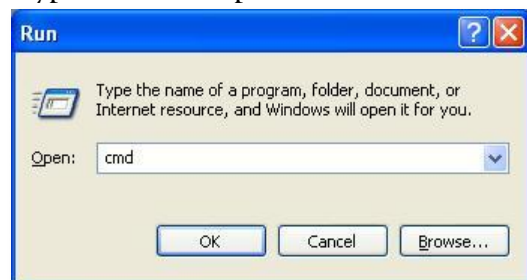 Run
Type the name of a program, folder, document, or
Internet resource, and Windows will open it for you.
Open: cmd
OK Cancel Browse...